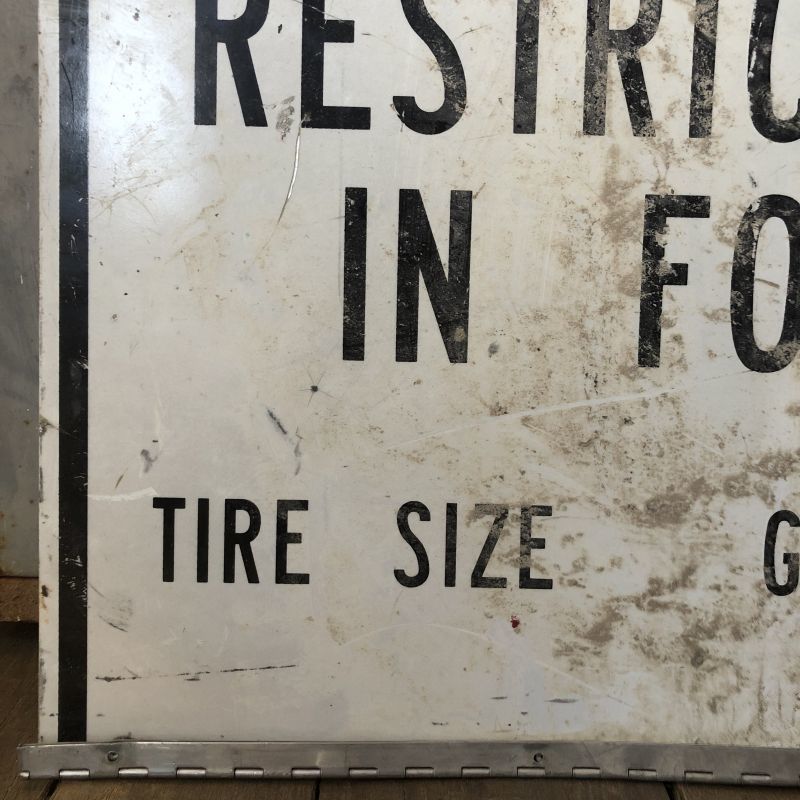 RESTRIC
IN FO
TIRE SIZE G